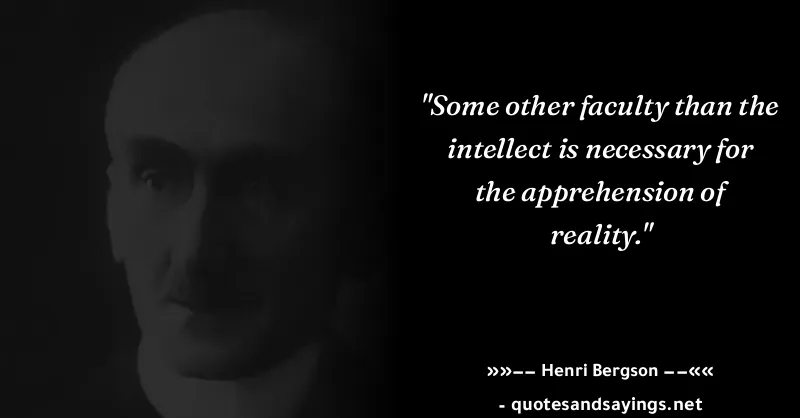 "Some other faculty than the
intellect is necessary for
the apprehension of
reality."
»»–– Henri Bergson ––««
- quotesandsayings.net